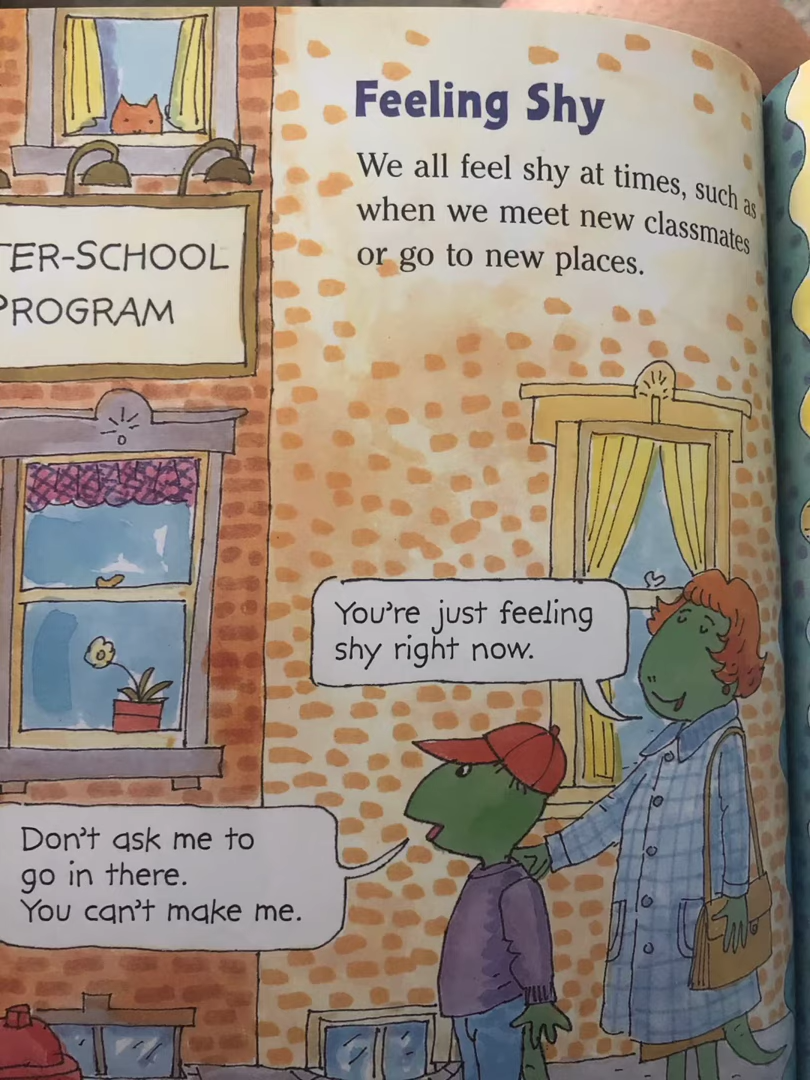 Feeling Shy
We all feel shy at times, such as
when we meet new classmates
or go to new places.
TER-SCHOOL
PROGRAM
You're just feeling
shy right now.
Don't ask me to
go in there.
You can't make me.